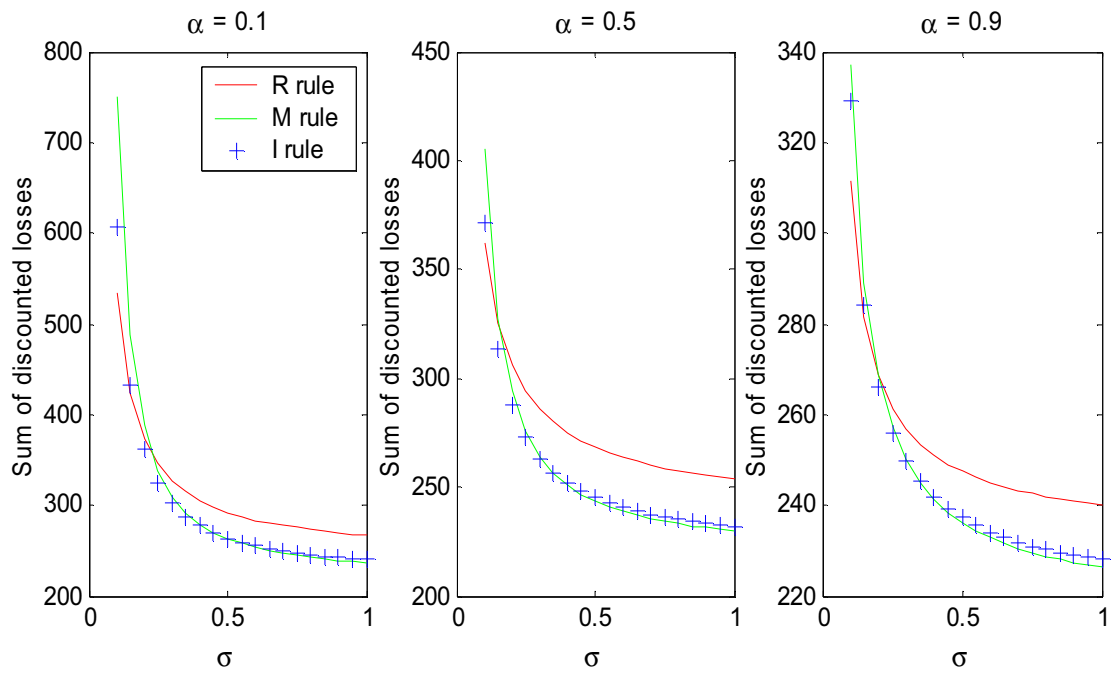 α = 0.1
800
700
600
500
400
300
200
0
0.5
1
Sum of discounted losses
σ
R rule
M rule
I rule
α = 0.5
450
400
350
300
250
200
0
0.5
1
Sum of discounted losses
σ
α = 0.9
340
320
300
280
260
240
220
0
0.5
1
Sum of discounted losses
σ